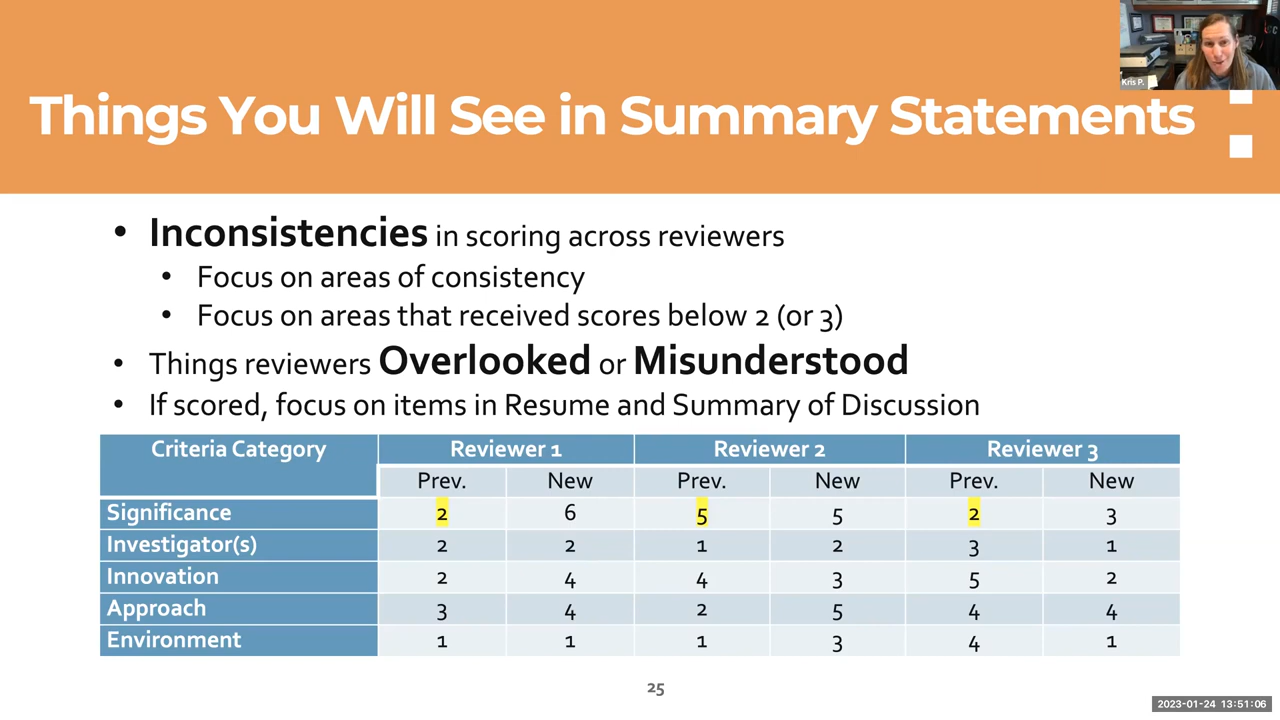 Kris P.
Things You Will See in Summary Statements
• Inconsistencies in scoring across reviewers
• Focus on areas of consistency
• Focus on areas that received scores below 2 (or 3)
• Things reviewers Overlooked or Misunderstood
• If scored, focus on items in Resume and Summary of Discussion
Criteria Category Reviewer 1 Reviewer 2 Reviewer 3
Prev. New Prev. New Prev. New
Significance 2 6 5 5 2 3
Investigator(s) 2 2 1 2 3 1
Innovation 2 4 4 3 5 2
Approach 3 4 2 5 4 4
Environment 1 1 1 3 4 1
25
2023-01-24 13:51:06